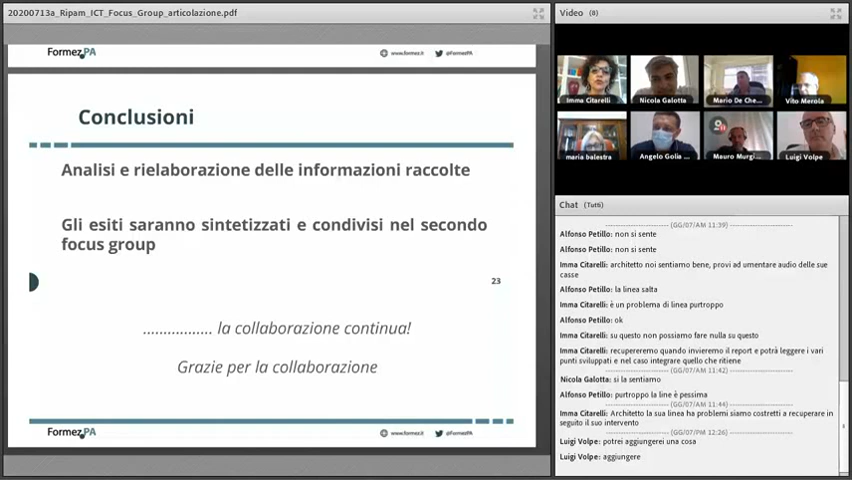 20200713a_Ripam_ICT_Focus_Group_articolazione.pdf
FormezPA
www.formez.it
@FormezPA
Conclusioni
Analisi e rielaborazione delle informazioni raccolte
Gli esiti saranno sintetizzati e condivisi nel secondo
focus group
23
................. la collaborazione continua!
Grazie per la collaborazione
FormezPA
www.formez.it
@FormezPA
Video (8)
Imma Citarelli
Nicola Galotta
Mario De Che...
Vito Merola
maria balestra
Angelo Golia ...
Mauro Murgi...
Luigi Volpe
Chat (Tutti)
(GG/07/AM 11:39)
Alfonso Petillo: non si sente
Alfonso Petillo: non si sente
Imma Citarelli: architetto noi sentiamo bene, provi ad umentare audio delle sue
casse
Alfonso Petillo: la linea salta
Imma Citarelli: è un problema di linea purtroppo
Alfonso Petillo: ok
Imma Citarelli: su questo non possiamo fare nulla su questo
Imma Citarelli: recupereremo quando invieremo il report e potrà leggere i vari
punti sviluppati e nel caso integrare quello che ritiene
(GG/07/AM 11:42)
Nicola Galotta: si la sentiamo
Alfonso Petillo: purtroppo la line è pessima
(GG/07/AM 11:44)
Imma Citarelli: Architetto la sua linea ha problemi siamo costretti a recuperare in
seguito il suo intervento
(GG/07/PM 12:26)
Luigi Volpe: potrei aggiungerei una cosa
Luigi Volpe: aggiungere